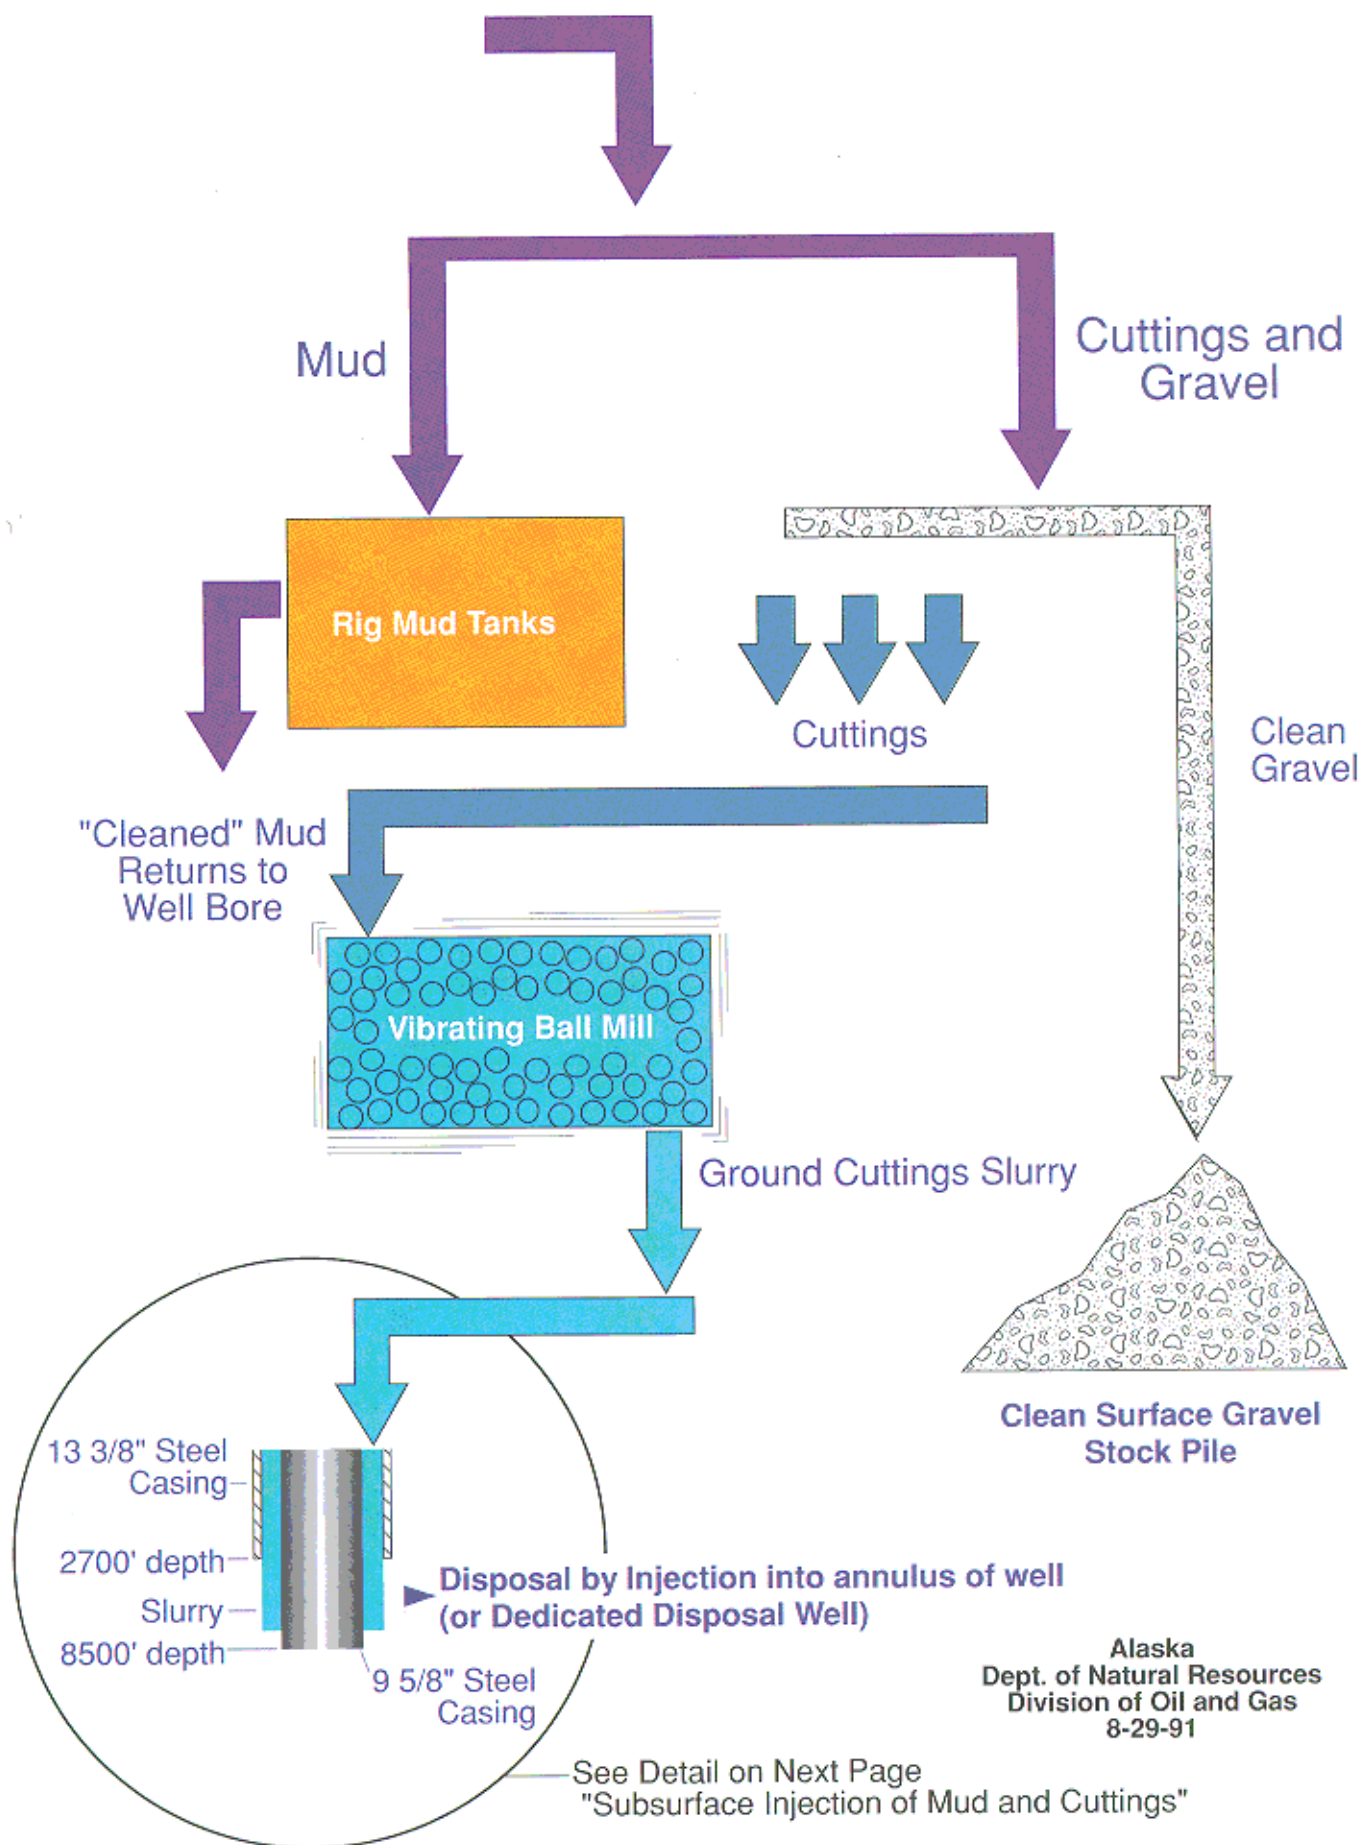 Mud
Cuttings and
Gravel
Rig Mud Tanks
Cuttings
Clean
Gravel
"Cleaned" Mud
Returns to
Well Bore
Vibrating Ball Mill
Ground Cuttings Slurry
Clean Surface Gravel
Stock Pile
13 3/8" Steel
Casing
2700' depth
Slurry
8500' depth
9 5/8" Steel
Casing
Disposal by Injection into annulus of well
(or Dedicated Disposal Well)
Alaska
Dept. of Natural Resources
Division of Oil and Gas
8-29-91
See Detail on Next Page
"Subsurface Injection of Mud and Cuttings"